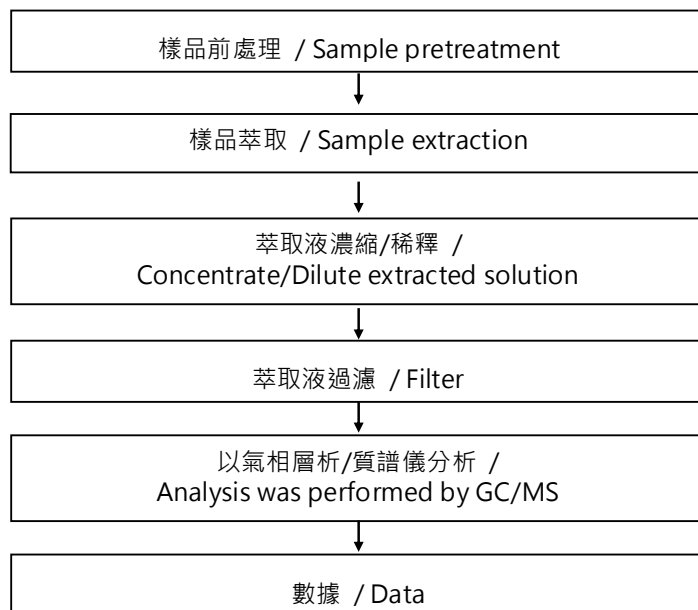 樣品前處理 / Sample pretreatment
樣品萃取 / Sample extraction
萃取液濃縮/稀釋 /
Concentrate/Dilute extracted solution
萃取液過濾 / Filter
以氣相層析/質譜儀分析 /
Analysis was performed by GC/MS
數據 / Data